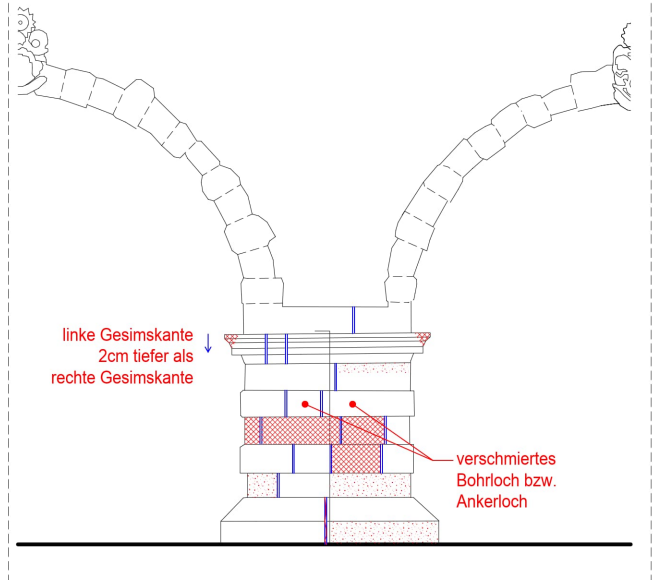 linke Gesimskante
2cm tiefer als
rechte Gesimskante
verschmiertes
Bohrloch bzw.
Ankerloch